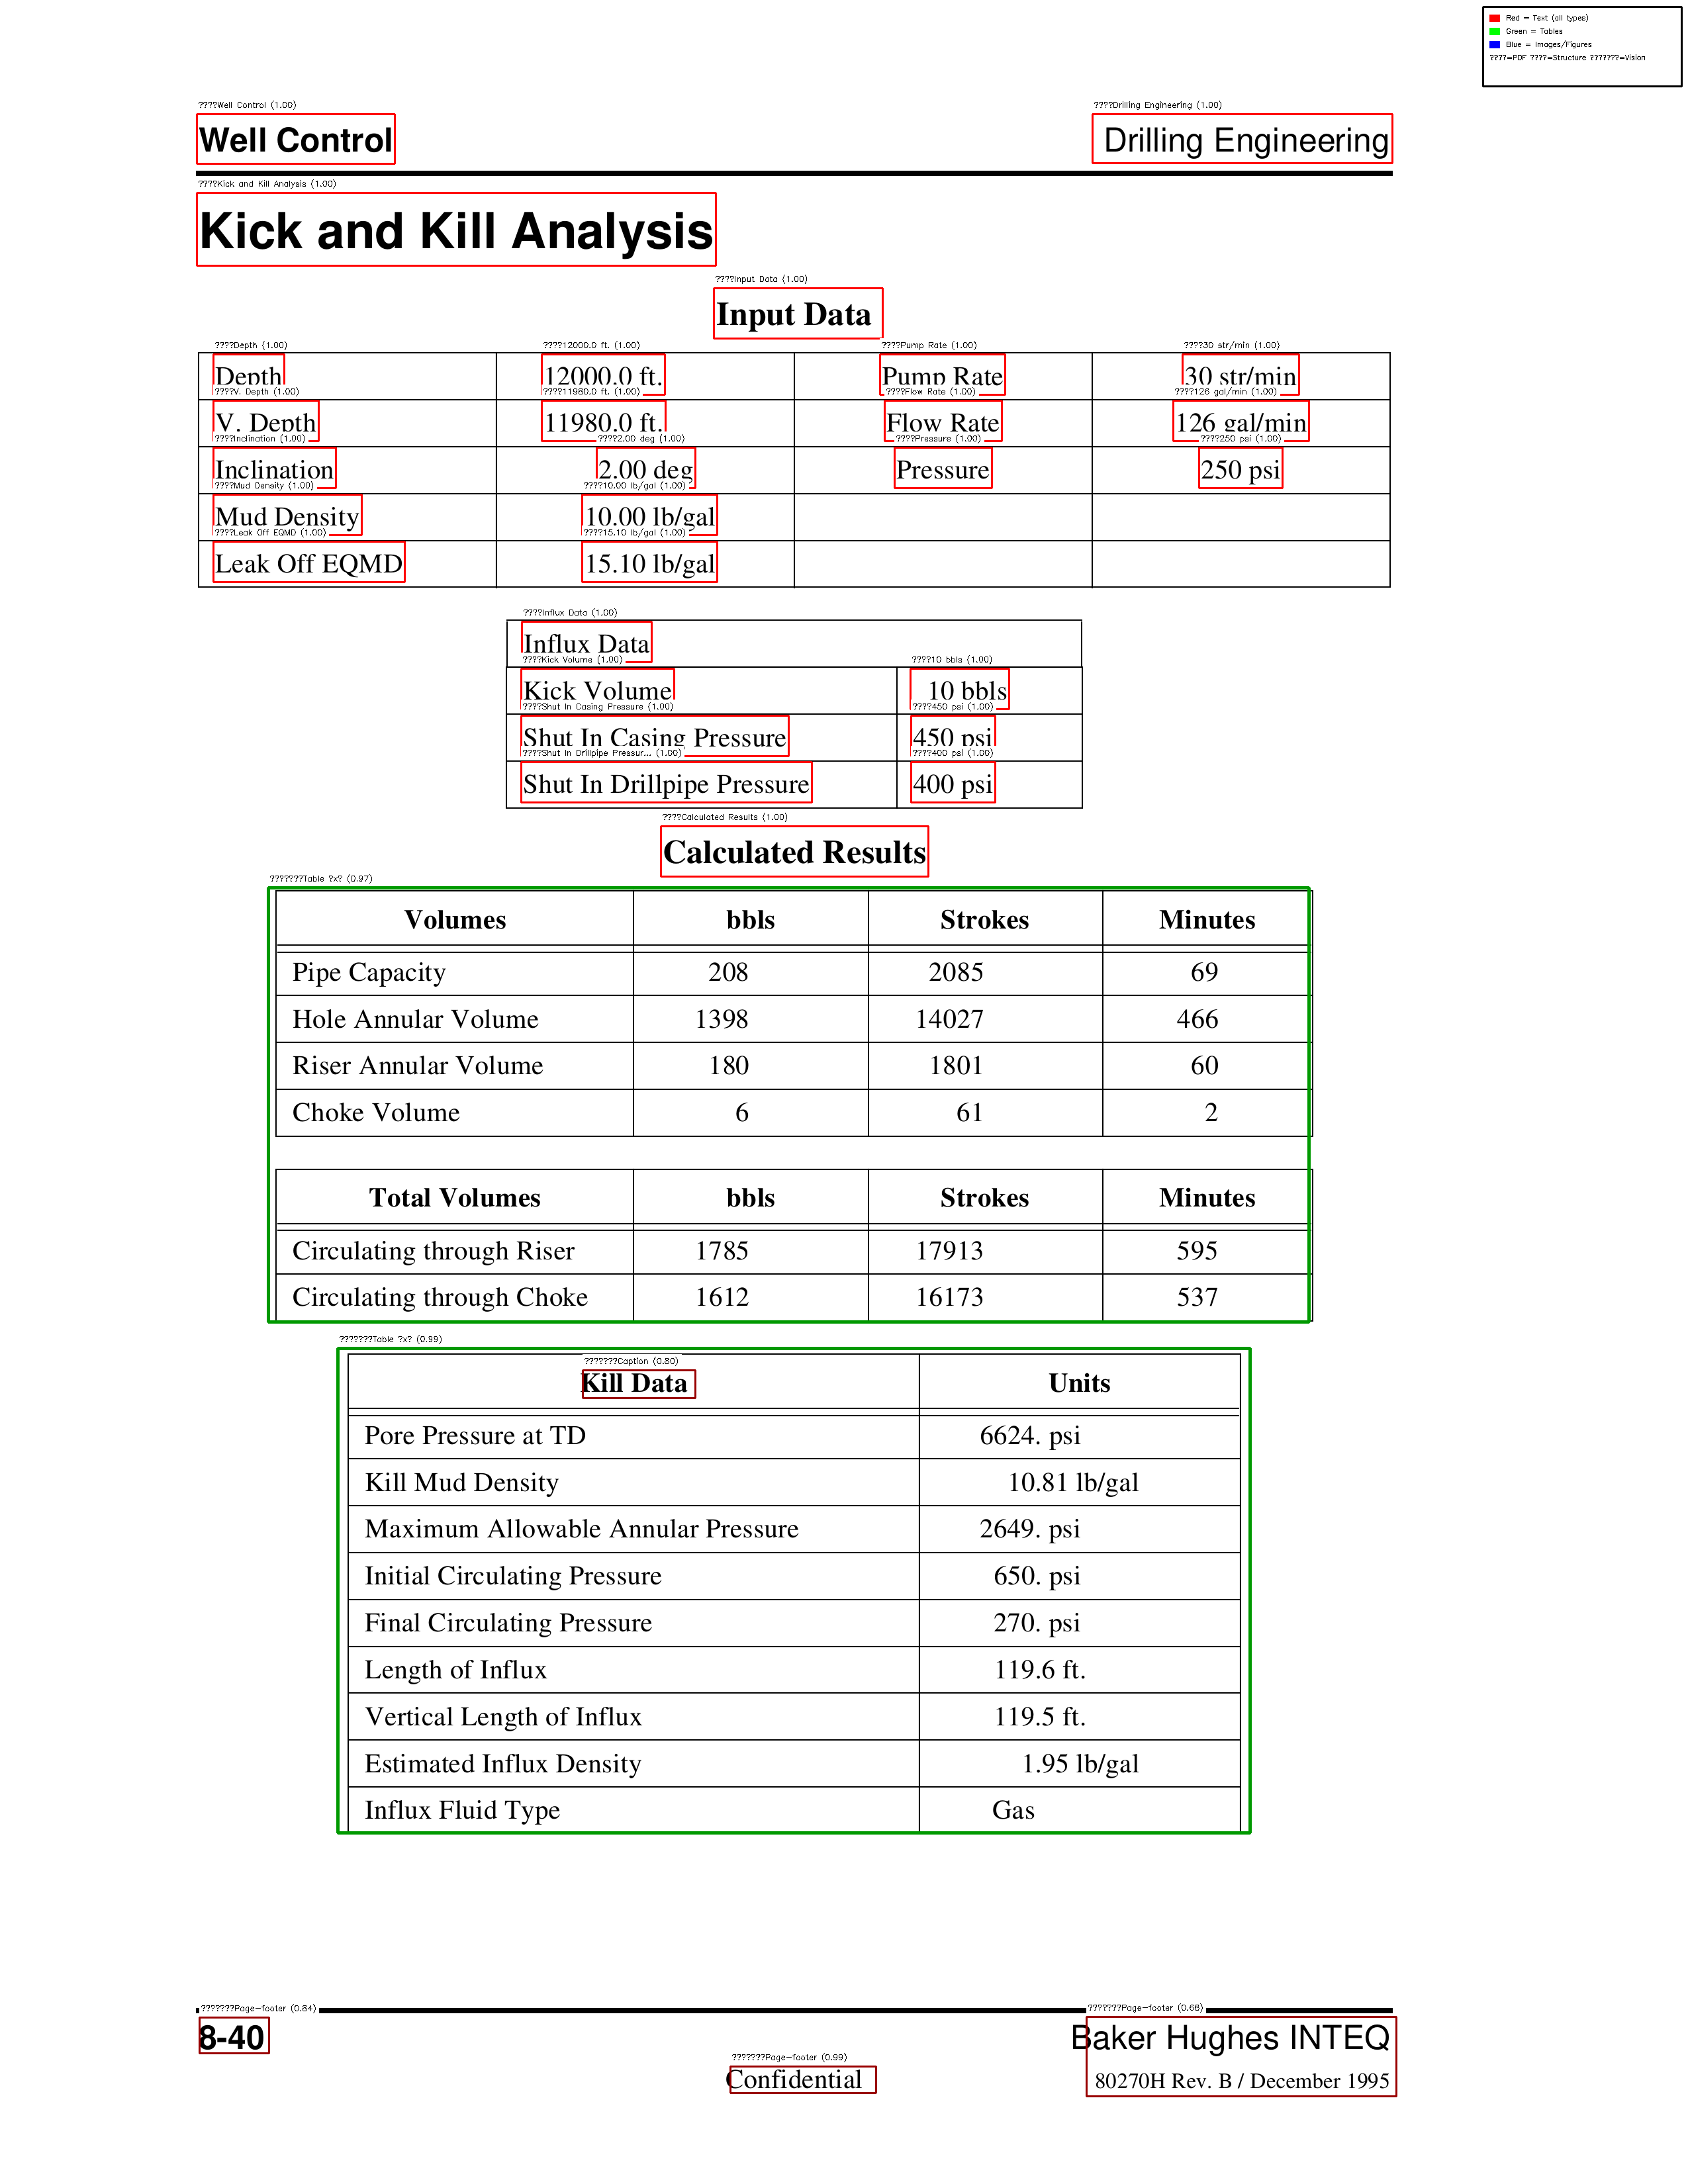 Red = Text (all types)
Green = Tables
Blue = Images/Figures
????=PDF ????=Structure ???????=Vision
????Well Control (1.00) ????Drilling Engineering (1.00)
Well Control Drilling Engineering
????Kick and Kill Analysis (1.00)
Kick and Kill Analysis
????Input Data (1.00)
Input Data
????Depth (1.00) ????12000.0 ft. (1.00) ????Pump Rate (1.00) ????30 str/min (1.00)
Depth 12000.0 ft. Pump Rate 30 str/min
????V. Depth (1.00) ????11980.0 ft. (1.00) ????Flow Rate (1.00) ????126 gal/min (1.00)
V. Depth 11980.0 ft. Flow Rate 126 gal/min
????Inclination (1.00) ????2.00 deg (1.00) ????Pressure (1.00) ????250 psi (1.00)
Inclination 2.00 deg Pressure 250 psi
????Mud Density (1.00) ????10.00 lb/gal (1.00)
Mud Density 10.00 lb/gal
????Leak Off EQMD (1.00) ????15.10 lb/gal (1.00)
Leak Off EQMD 15.10 lb/gal
????Influx Data (1.00)
Influx Data
????Kick Volume (1.00) ????10 bbls (1.00)
Kick Volume 10 bbls
????Shut In Casing Pressure (1.00) ????450 psi (1.00)
Shut In Casing Pressure 450 psi
????Shut In Drillpipe Pressur... (1.00) ????400 psi (1.00)
Shut In Drillpipe Pressure 400 psi
????Calculated Results (1.00)
Calculated Results
???????Table ?x? (0.97)
Volumes bbls Strokes Minutes
Pipe Capacity 208 2085 69
Hole Annular Volume 1398 14027 466
Riser Annular Volume 180 1801 60
Choke Volume 6 61 2
Total Volumes bbls Strokes Minutes
Circulating through Riser 1785 17913 595
Circulating through Choke 1612 16173 537
???????Table ?x? (0.99)
???????Caption (0.80)
Kill Data Units
Pore Pressure at TD 6624. psi
Kill Mud Density 10.81 lb/gal
Maximum Allowable Annular Pressure 2649. psi
Initial Circulating Pressure 650. psi
Final Circulating Pressure 270. psi
Length of Influx 119.6 ft.
Vertical Length of Influx 119.5 ft.
Estimated Influx Density 1.95 lb/gal
Influx Fluid Type Gas
???????Page-footer (0.84) ???????Page-footer (0.68)
8-40 Baker Hughes INTEQ
???????Page-footer (0.99)
Confidential 80270H Rev. B / December 1995